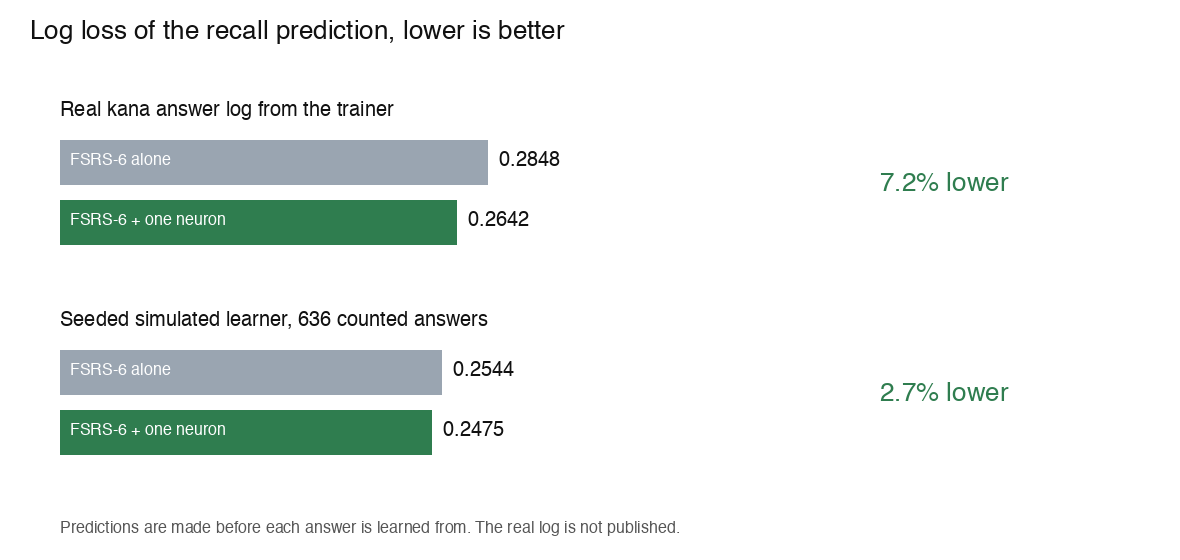 Log loss of the recall prediction, lower is better
Real kana answer log from the trainer
FSRS-6 alone
0.2848
7.2% lower
FSRS-6 + one neuron
0.2642
Seeded simulated learner, 636 counted answers
FSRS-6 alone
0.2544
2.7% lower
FSRS-6 + one neuron
0.2475
Predictions are made before each answer is learned from. The real log is not published.